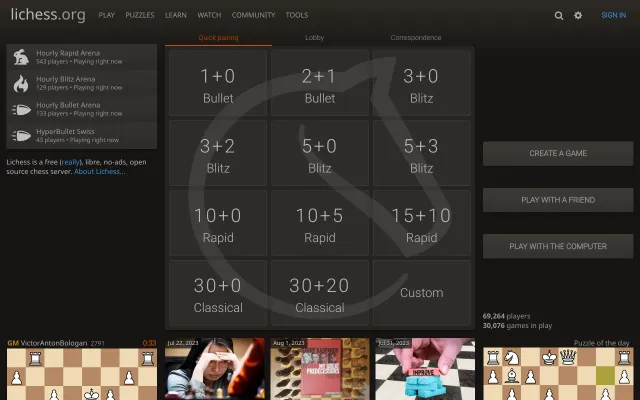 lichess.org
PLAY PUZZLES LEARN WATCH COMMUNITY TOOLS
SIGN IN
Hourly Rapid Arena
543 players • Playing right now
Hourly Blitz Arena
129 players • Playing right now
Hourly Bullet Arena
133 players • Playing right now
HyperBullet Swiss
43 players • Playing right now
Lichess is a free (really), libre, no-ads, open
source chess server. About Lichess...
Quick pairing Lobby Correspondence
1+0
Bullet
2+1
Bullet
3+0
Blitz
3+2
Blitz
5+0
Blitz
5+3
Blitz
10+0
Rapid
10+5
Rapid
15+10
Rapid
30+0
Classical
30+20
Classical
Custom
CREATE A GAME
PLAY WITH A FRIEND
PLAY WITH THE COMPUTER
69,264 players
30,076 games in play
GM VictorAntonBologan 2791 0:33
Jul 22, 2023
Aug 1, 2023
PREDECESSORS
Jul 31, 2023
IMPROVE
Puzzle of the day